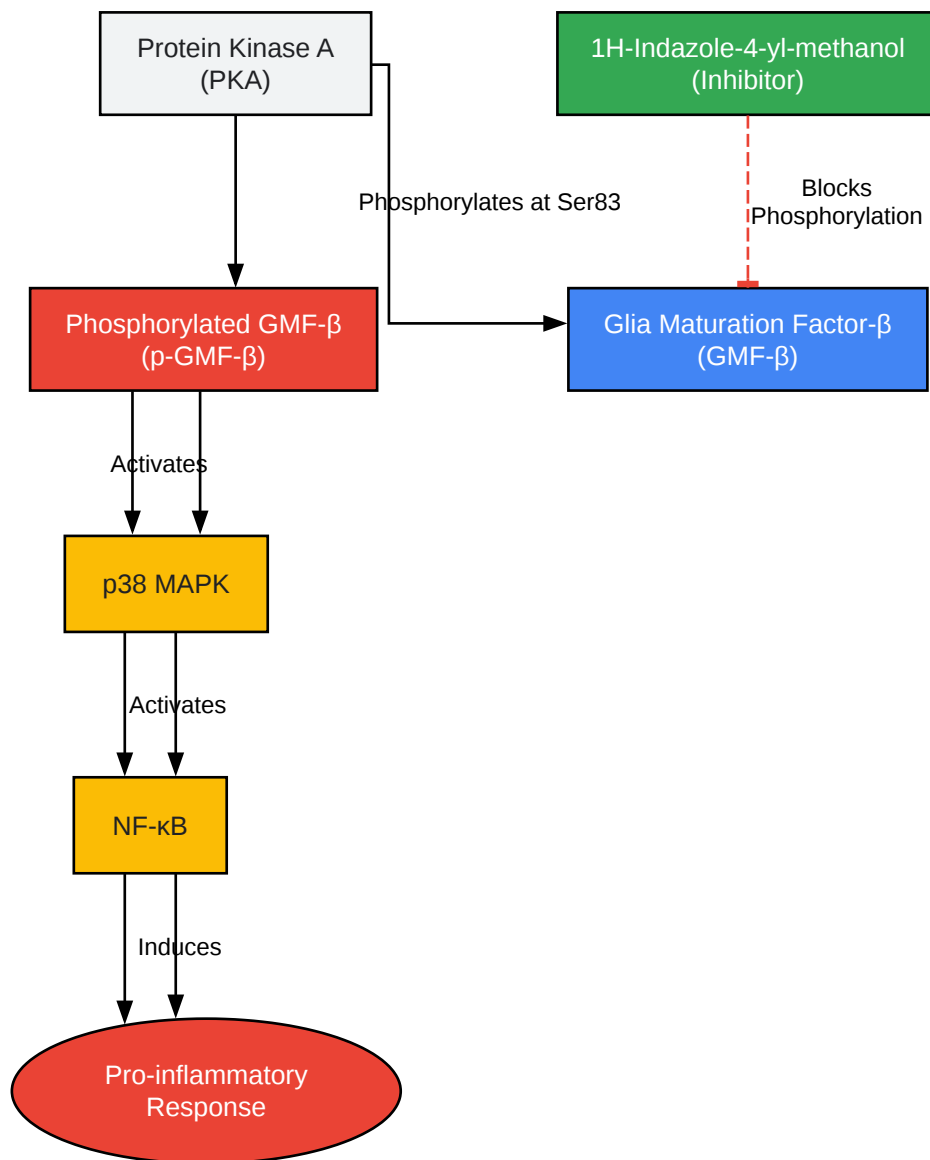 Protein Kinase A
(PKA)
1H-Indazole-4-yl-methanol
(Inhibitor)
Phosphorylates at Ser83
Blocks
Phosphorylation
Phosphorylated GMF-β
(p-GMF-β)
Glia Maturation Factor-β
(GMF-β)
Activates
p38 MAPK
Activates
NF-κB
Induces
Pro-inflammatory
Response